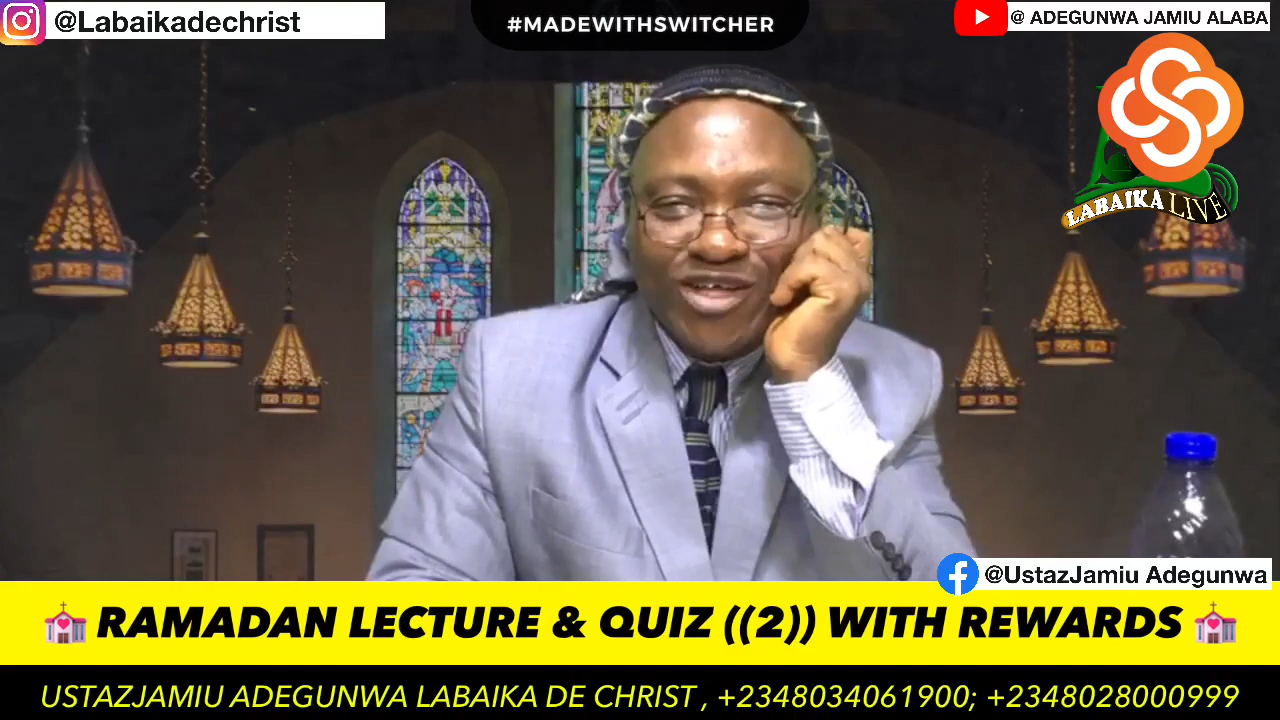 @Labaikadechrist
#MADEWITHSWITCHER
@ ADEGUNWA JAMIU ALABA
LABAIKA LIVE
@UstazJamiu Adegunwa
RAMADAN LECTURE & QUIZ ((2)) WITH REWARDS
USTAZJAMIU ADEGUNWA LABAIKA DE CHRIST , +2348034061900; +2348028000999